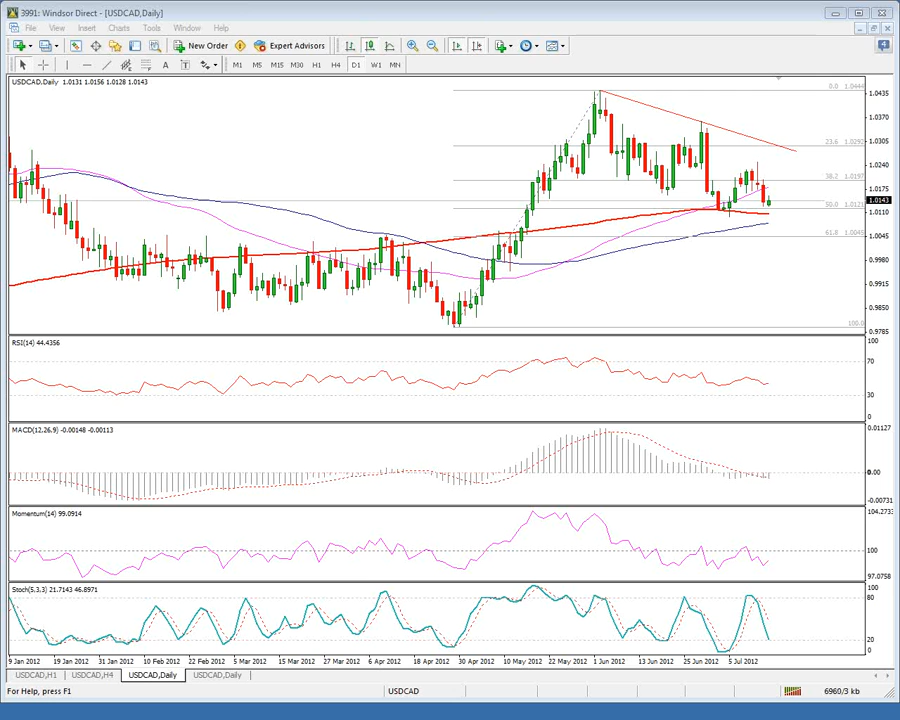 3991: Windsor Direct - [USDCAD,Daily]
File View Insert Charts Tools Window Help
New Order Expert Advisors 4
A T M1 M5 M15 M30 H1 H4 D1 W1 MN
USDCAD,Daily 1.0131 1.0156 1.0128 1.0143
0.0 1.0444
1.0435
1.0370
23.6 1.0292
1.0305
1.0240
38.2 1.0197
1.0175
1.0143
50.0 1.0121
1.0110
61.8 1.0045
1.0045
0.9980
0.9915
0.9850
100.0
0.9785
RSI(14) 44.4356
100
70
30
0
MACD(12,26,9) -0.00148 -0.00113
0.01127
0.00
-0.00731
Momentum(14) 99.0914
104.2733
100
97.0758
Stoch(5,3,3) 21.7143 46.8971
100
80
20
0
9 Jan 2012 19 Jan 2012 31 Jan 2012 10 Feb 2012 22 Feb 2012 5 Mar 2012 15 Mar 2012 27 Mar 2012 6 Apr 2012 18 Apr 2012 30 Apr 2012 10 May 2012 22 May 2012 1 Jun 2012 13 Jun 2012 25 Jun 2012 5 Jul 2012
USDCAD,H1 USDCAD,H4 USDCAD,Daily USDCAD,Daily
For Help, press F1 USDCAD 6960/3 kb